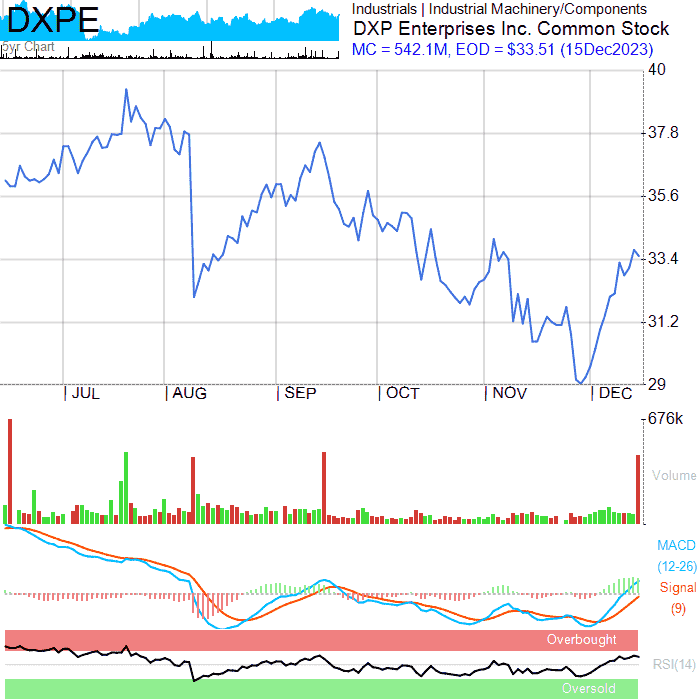 DXPE
5yr Chart
Industrials | Industrial Machinery/Components
DXP Enterprises Inc. Common Stock
MC = 542.1M, EOD = $33.51 (15Dec2023)
40
37.8
35.6
33.4
31.2
29
| JUL | AUG | SEP | OCT | NOV | DEC
676k
Volume
MACD
(12-26)
Signal
(9)
Overbought
RSI(14)
Oversold